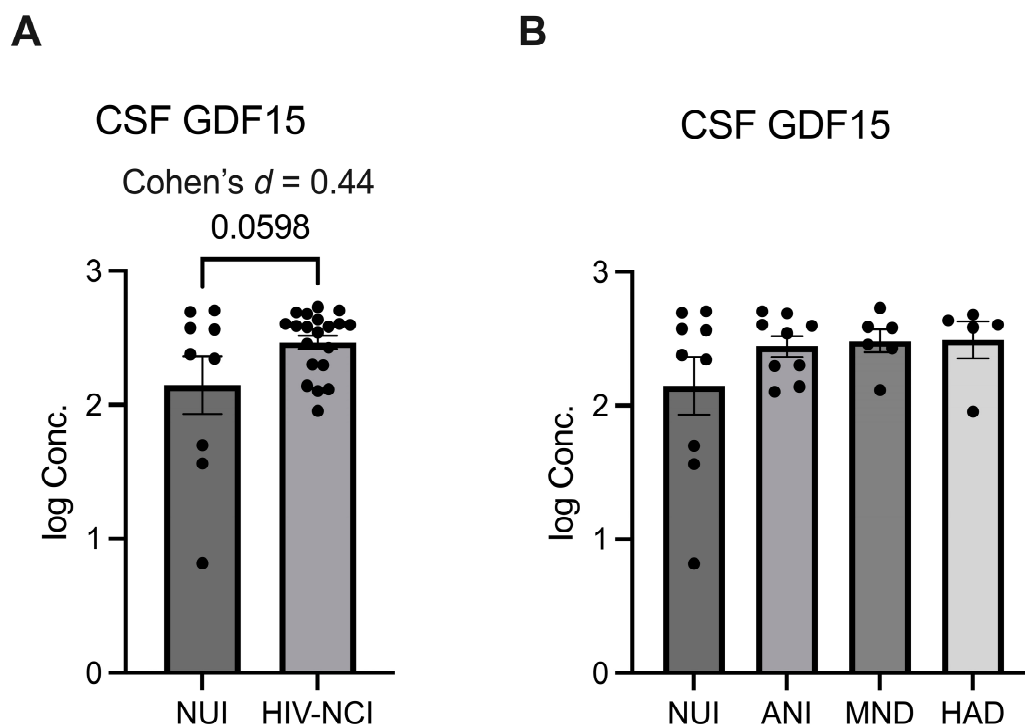 A
CSF GDF15
Cohen's d = 0.44
0.0598
3
2
1
0
log Conc.
NUI HIV-NCI
B
CSF GDF15
3
2
1
0
log Conc.
NUI ANI MND HAD